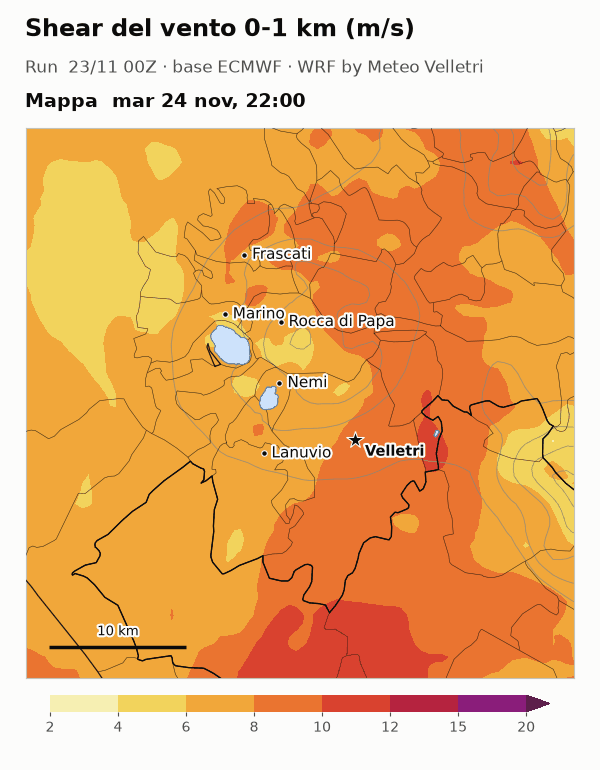 Shear del vento 0-1 km (m/s)
Run  23/11 00Z · base ECMWF · WRF by Meteo Velletri
Mappa  mar 24 nov, 22:00
Frascati
Marino
Rocca di Papa
Nemi
Velletri
Lanuvio
10 km
2 4 6 8 10 12 15 20